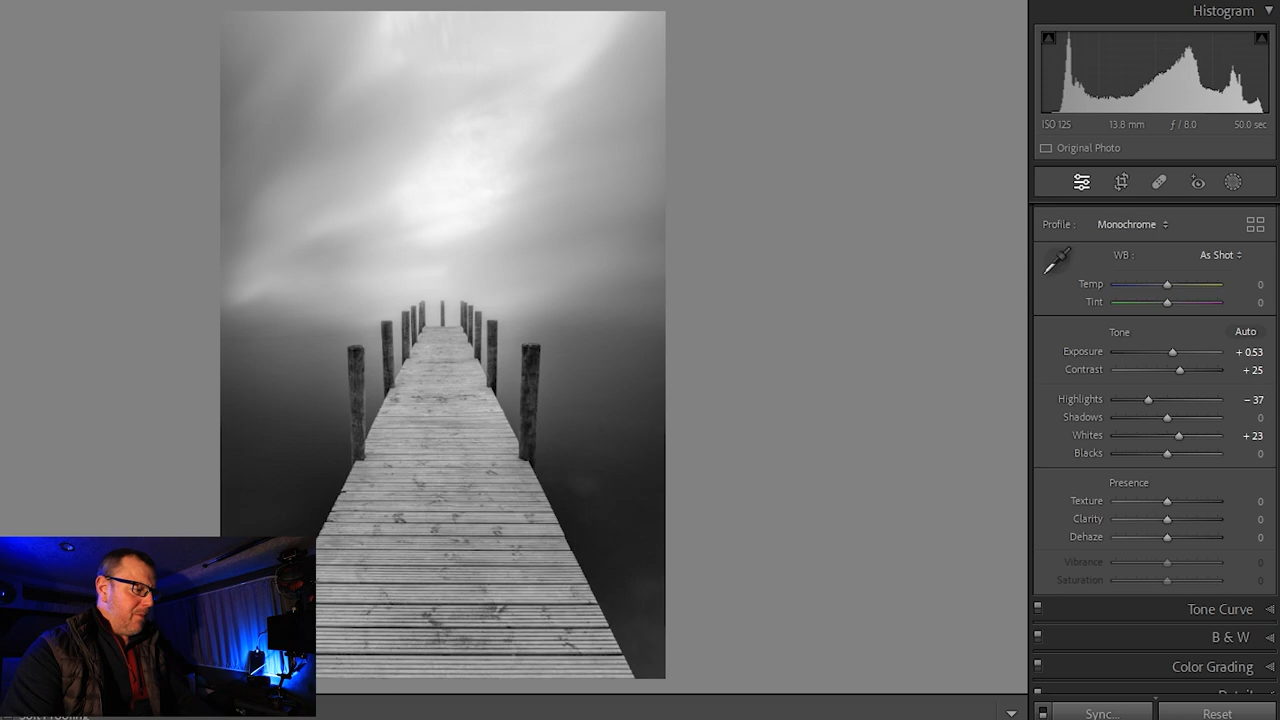 Histogram
ISO 125 13.8 mm ƒ / 8.0 50.0 sec
Original Photo
Profile : Monochrome
WB : As Shot
Temp 0
Tint 0
Tone Auto
Exposure + 0.53
Contrast + 25
Highlights – 37
Shadows 0
Whites + 23
Blacks 0
Presence
Texture 0
Clarity 0
Dehaze 0
Vibrance 0
Saturation 0
Tone Curve
B & W
Color Grading
Sync... Reset